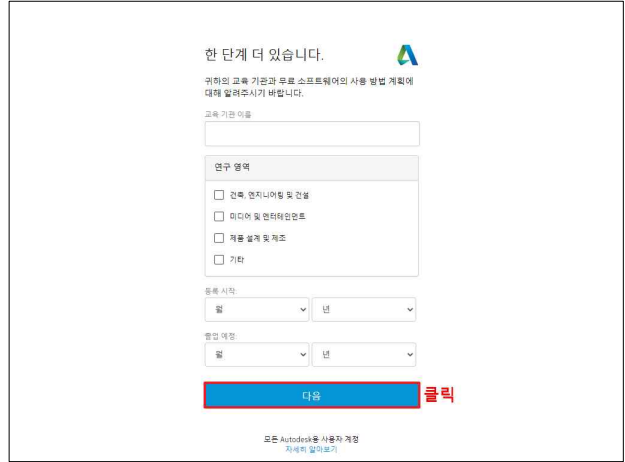 한 단계 더 있습니다.
귀하의 교육 기관과 무료 소프트웨어의 사용 방법 계획에
대해 알려주시기 바랍니다.
교육 기관 이름
연구 영역
건축, 엔지니어링 및 건설
미디어 및 엔터테인먼트
제품 설계 및 제조
기타
등록 시작:
월 년
졸업 예정:
월 년
다음 클릭
모든 Autodesk용 사용자 계정
자세히 알아보기